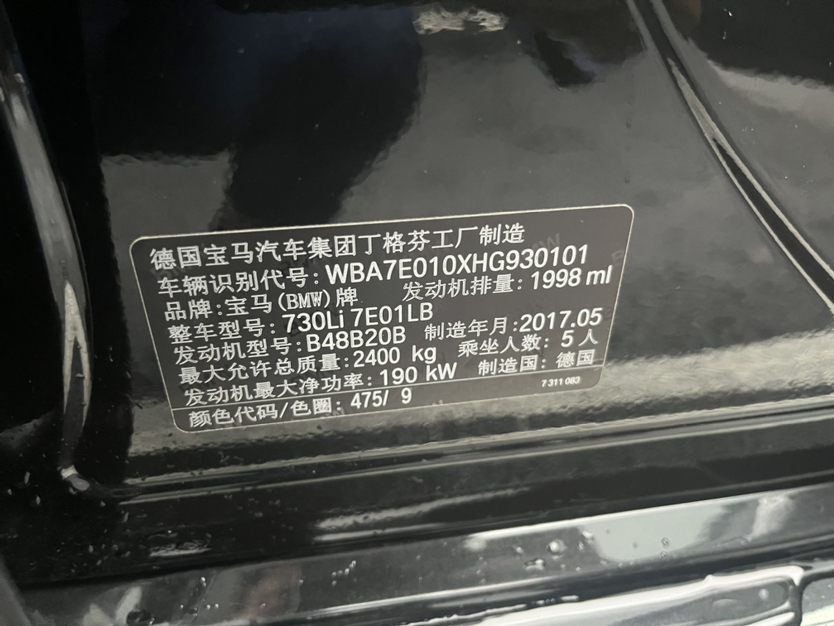 德国宝马汽车集团丁格芬工厂制造
车辆识别代号: WBA7E010XHG930101
品牌: 宝马(BMW)牌 发动机排量: 1998 ml
整车型号: 730Li 7E01LB
发动机型号: B48B20B 制造年月: 2017.05
最大允许总质量: 2400 kg 乘坐人数: 5人
发动机最大净功率: 190 kW 制造国: 德国
颜色代码/色圈: 475/ 9 7 311 083